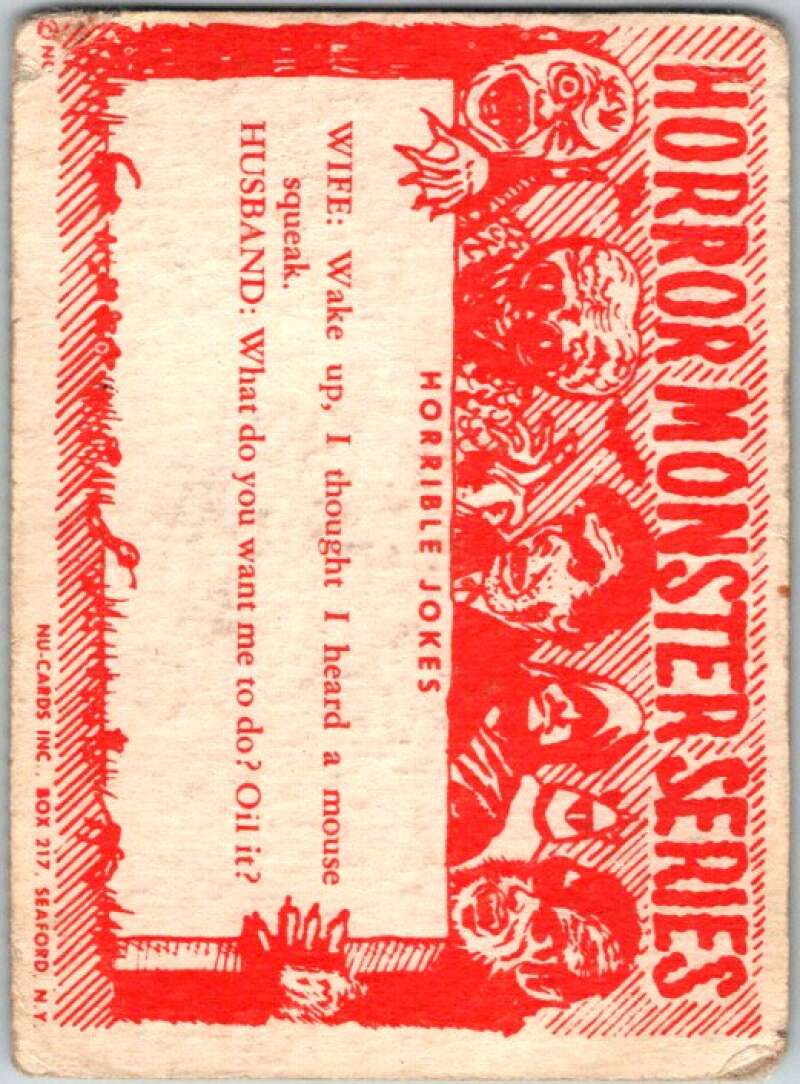 HORROR MONSTER SERIES
HORRIBLE JOKES
WIFE: Wake up, I thought I heard a mouse
squeak.
HUSBAND: What do you want me to do? Oil it?
NU-CARDS INC., BOX 217, SEAFORD, N.Y.